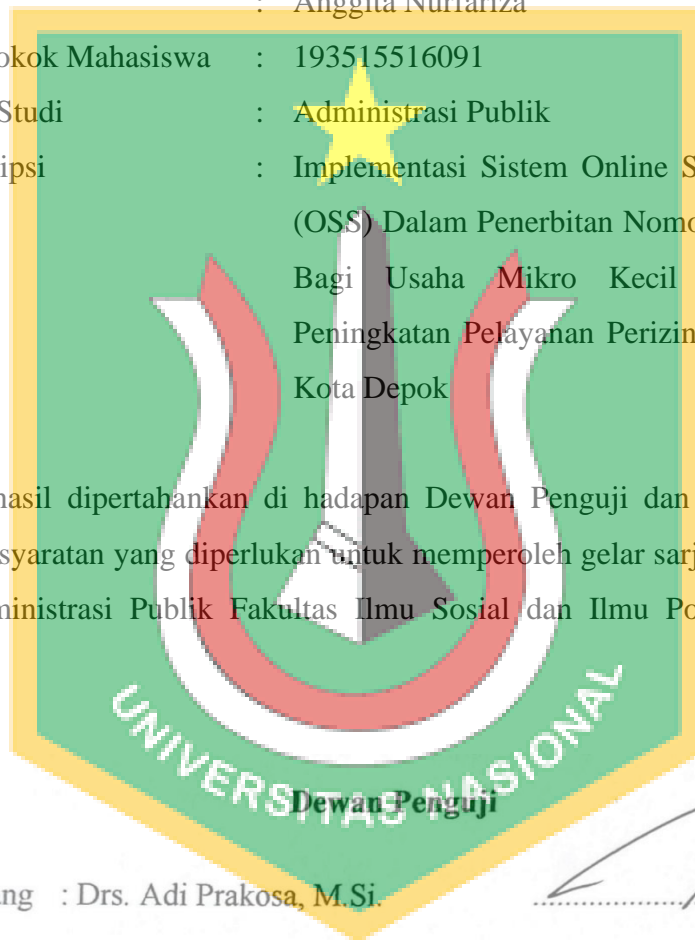 : Anggita Nurfariza
okok Mahasiswa : 193515516091
Studi : Administrasi Publik
ipsi : Implementasi Sistem Online S
(OSS) Dalam Penerbitan Nomo
Bagi Usaha Mikro Kecil
Peningkatan Pelayanan Perizin
Kota Depok
hasil dipertahankan di hadapan Dewan Penguji dan
syaratan yang diperlukan untuk memperoleh gelar sarj
ministrasi Publik Fakultas Ilmu Sosial dan Ilmu Po
UNIVERSITAS NASIONAL
Dewan Penguji
ng : Drs. Adi Prakosa, M.Si. ....................